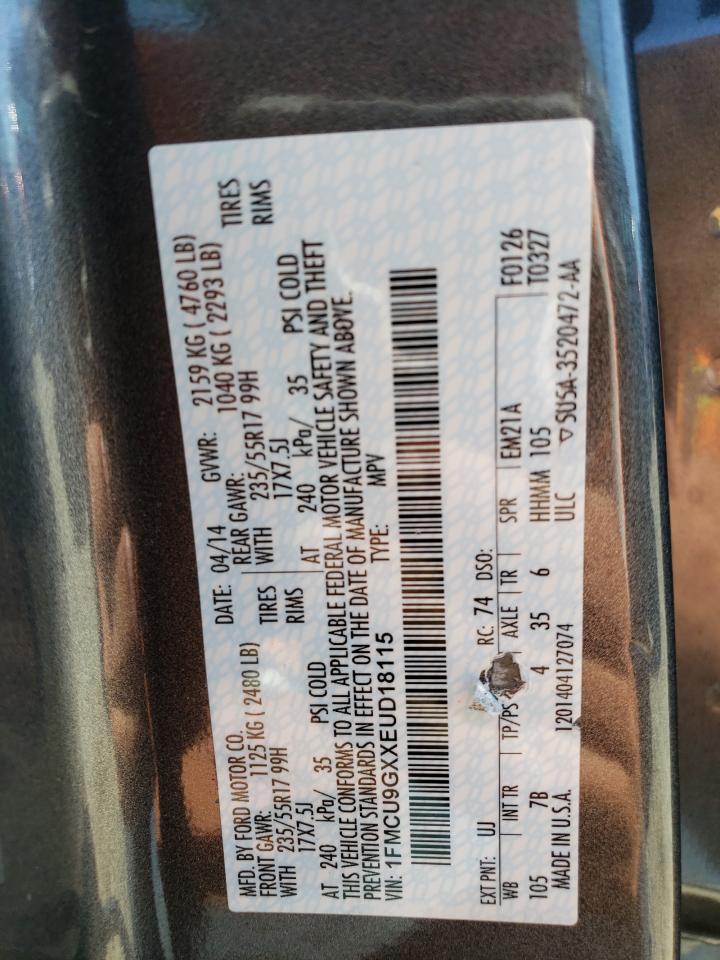 MFD. BY FORD MOTOR CO. DATE: 04/14 GVWR: 2159 KG ( 4760 LB)
FRONT GAWR: 1125 KG ( 2480 LB) REAR GAWR: 1040 KG ( 2293 LB)
WITH 235/55R17 99H TIRES WITH 235/55R17 99H TIRES
17X7.5J RIMS 17X7.5J RIMS
AT 240 kPa/ 35 PSI COLD AT 240 kPa/ 35 PSI COLD
THIS VEHICLE CONFORMS TO ALL APPLICABLE FEDERAL MOTOR VEHICLE SAFETY AND THEFT
PREVENTION STANDARDS IN EFFECT ON THE DATE OF MANUFACTURE SHOWN ABOVE.
VIN: 1FMCU9GXXEUD18115 TYPE: MPV
EXT PNT: UJ RC: 74 DSO: F0126
WB INT TR TP/PS AXLE TR SPR EM21A T0327
105 7B 4 35 6 HHMM 105
MADE IN U.S.A. 1201404127074 ULC ▽ SU5A-3520472-AA